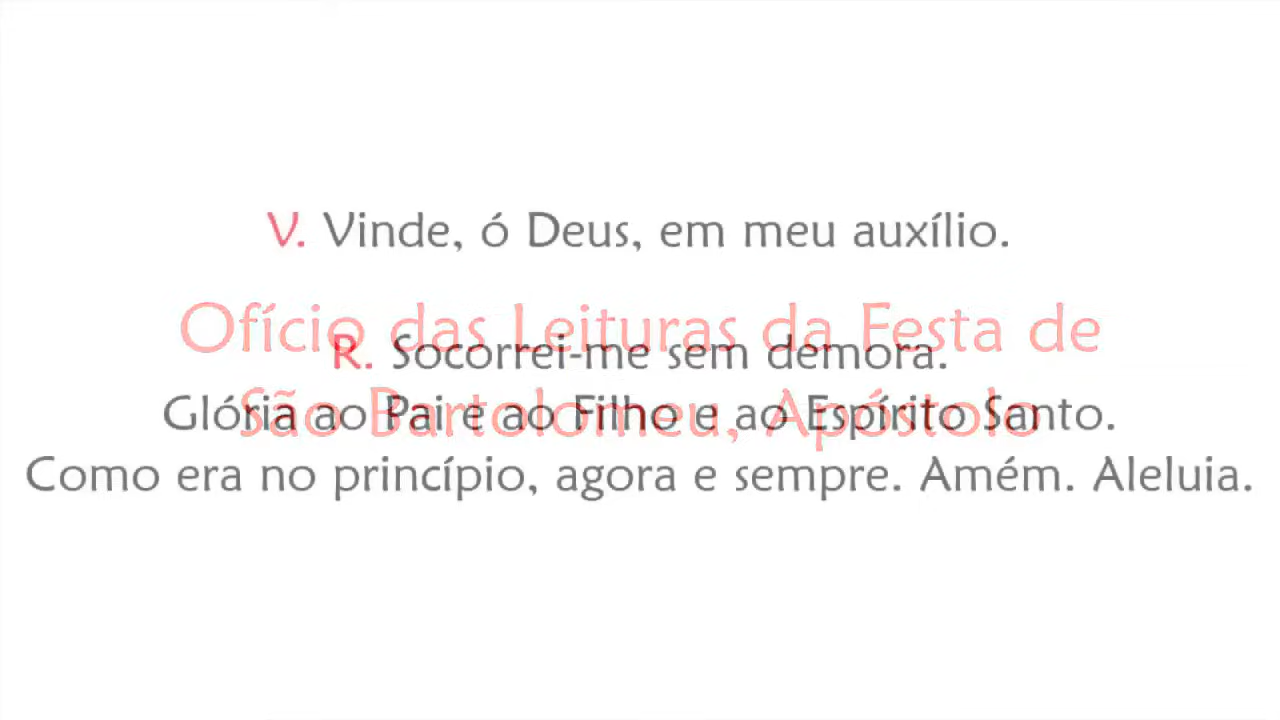 V. Vinde, ó Deus, em meu auxílio.
Ofício das Leituras da Festa de
São Bartolomeu, Apóstolo
R. Socorrei-me sem demora.
Glória ao Pai e ao Filho e ao Espírito Santo.
Como era no princípio, agora e sempre. Amém. Aleluia.